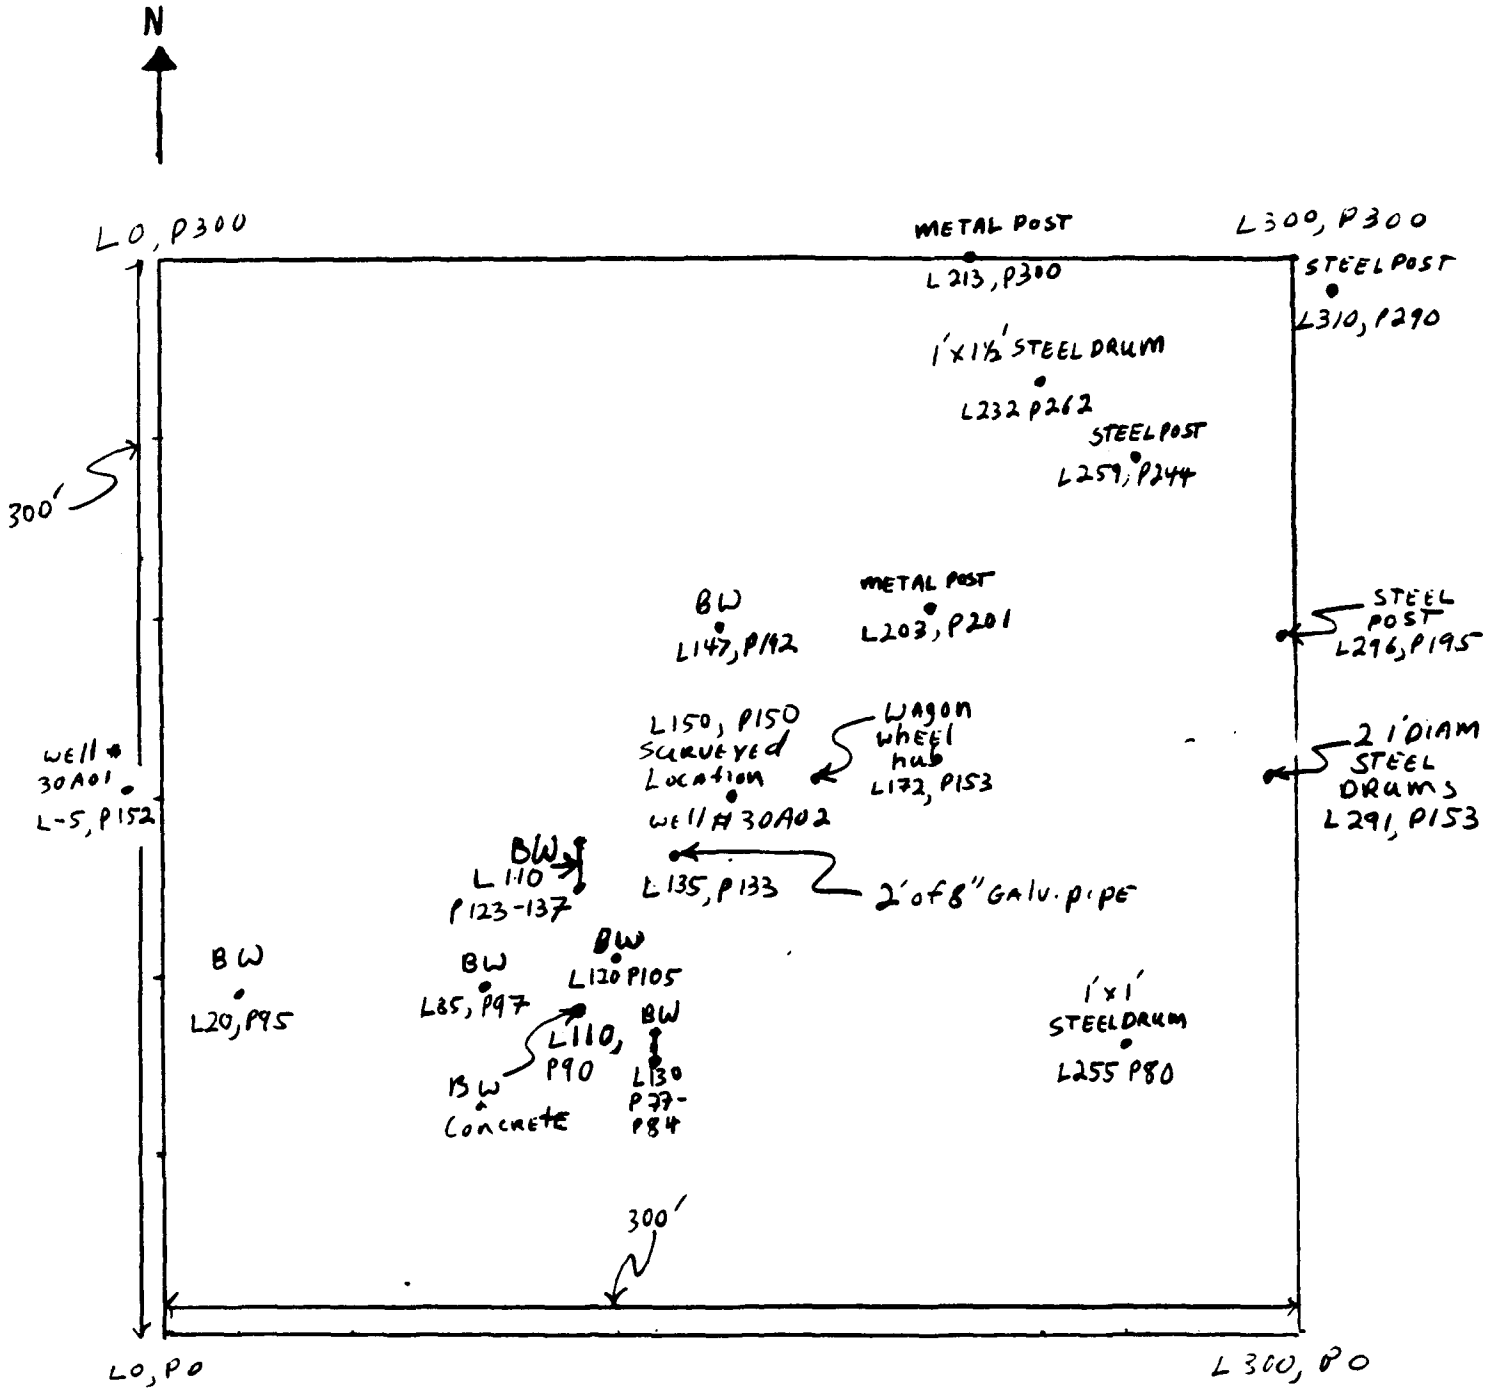 N
L0, P300
METAL POST
L213, P300
L300, P300
STEEL POST
L310, P290
1' x 1½' STEEL DRUM
L232 P262
STEEL POST
L259, P244
300'
BW
L147, P192
METAL POST
L203, P201
STEEL
POST
L296, P195
L150, P150
SURVEYEd
LOCAtion
WEll # 30A02
WAgon
wheEl
hub
L172, P153
2 1' DIAM
STEEL
DRUMS
L291, P153
WEll #
30A01
L-5, P152
BW
L 110
P123-137
L135, P133
2' of 8" GAlv. pipE
BW
L20, P95
BW
L85, P97
BW
L120 P105
L110,
P90
BW
CONCREtE
BW
L130
P77-
P84
1' x 1'
STEEL DRUM
L255 P80
300'
L0, P0
L300, P0